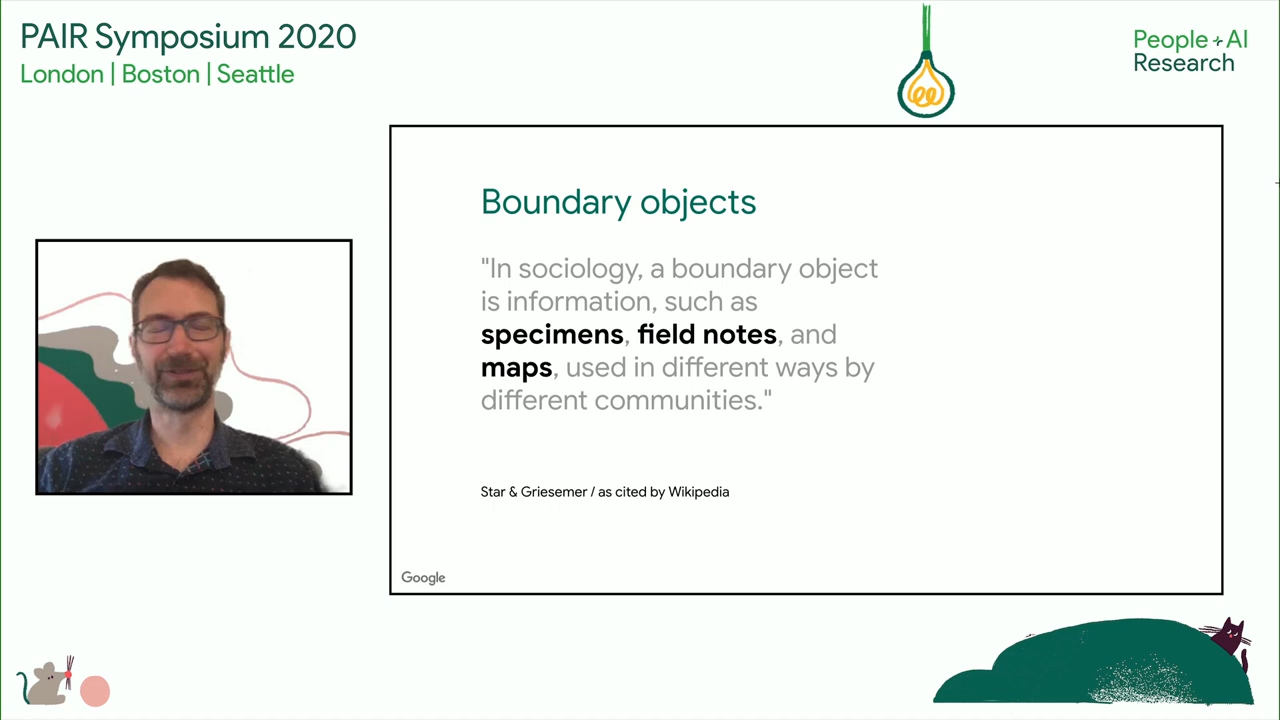 PAIR Symposium 2020
London | Boston | Seattle
People + AI
Research
Boundary objects
"In sociology, a boundary object
is information, such as
specimens, field notes, and
maps, used in different ways by
different communities."
Star & Griesemer / as cited by Wikipedia
Google